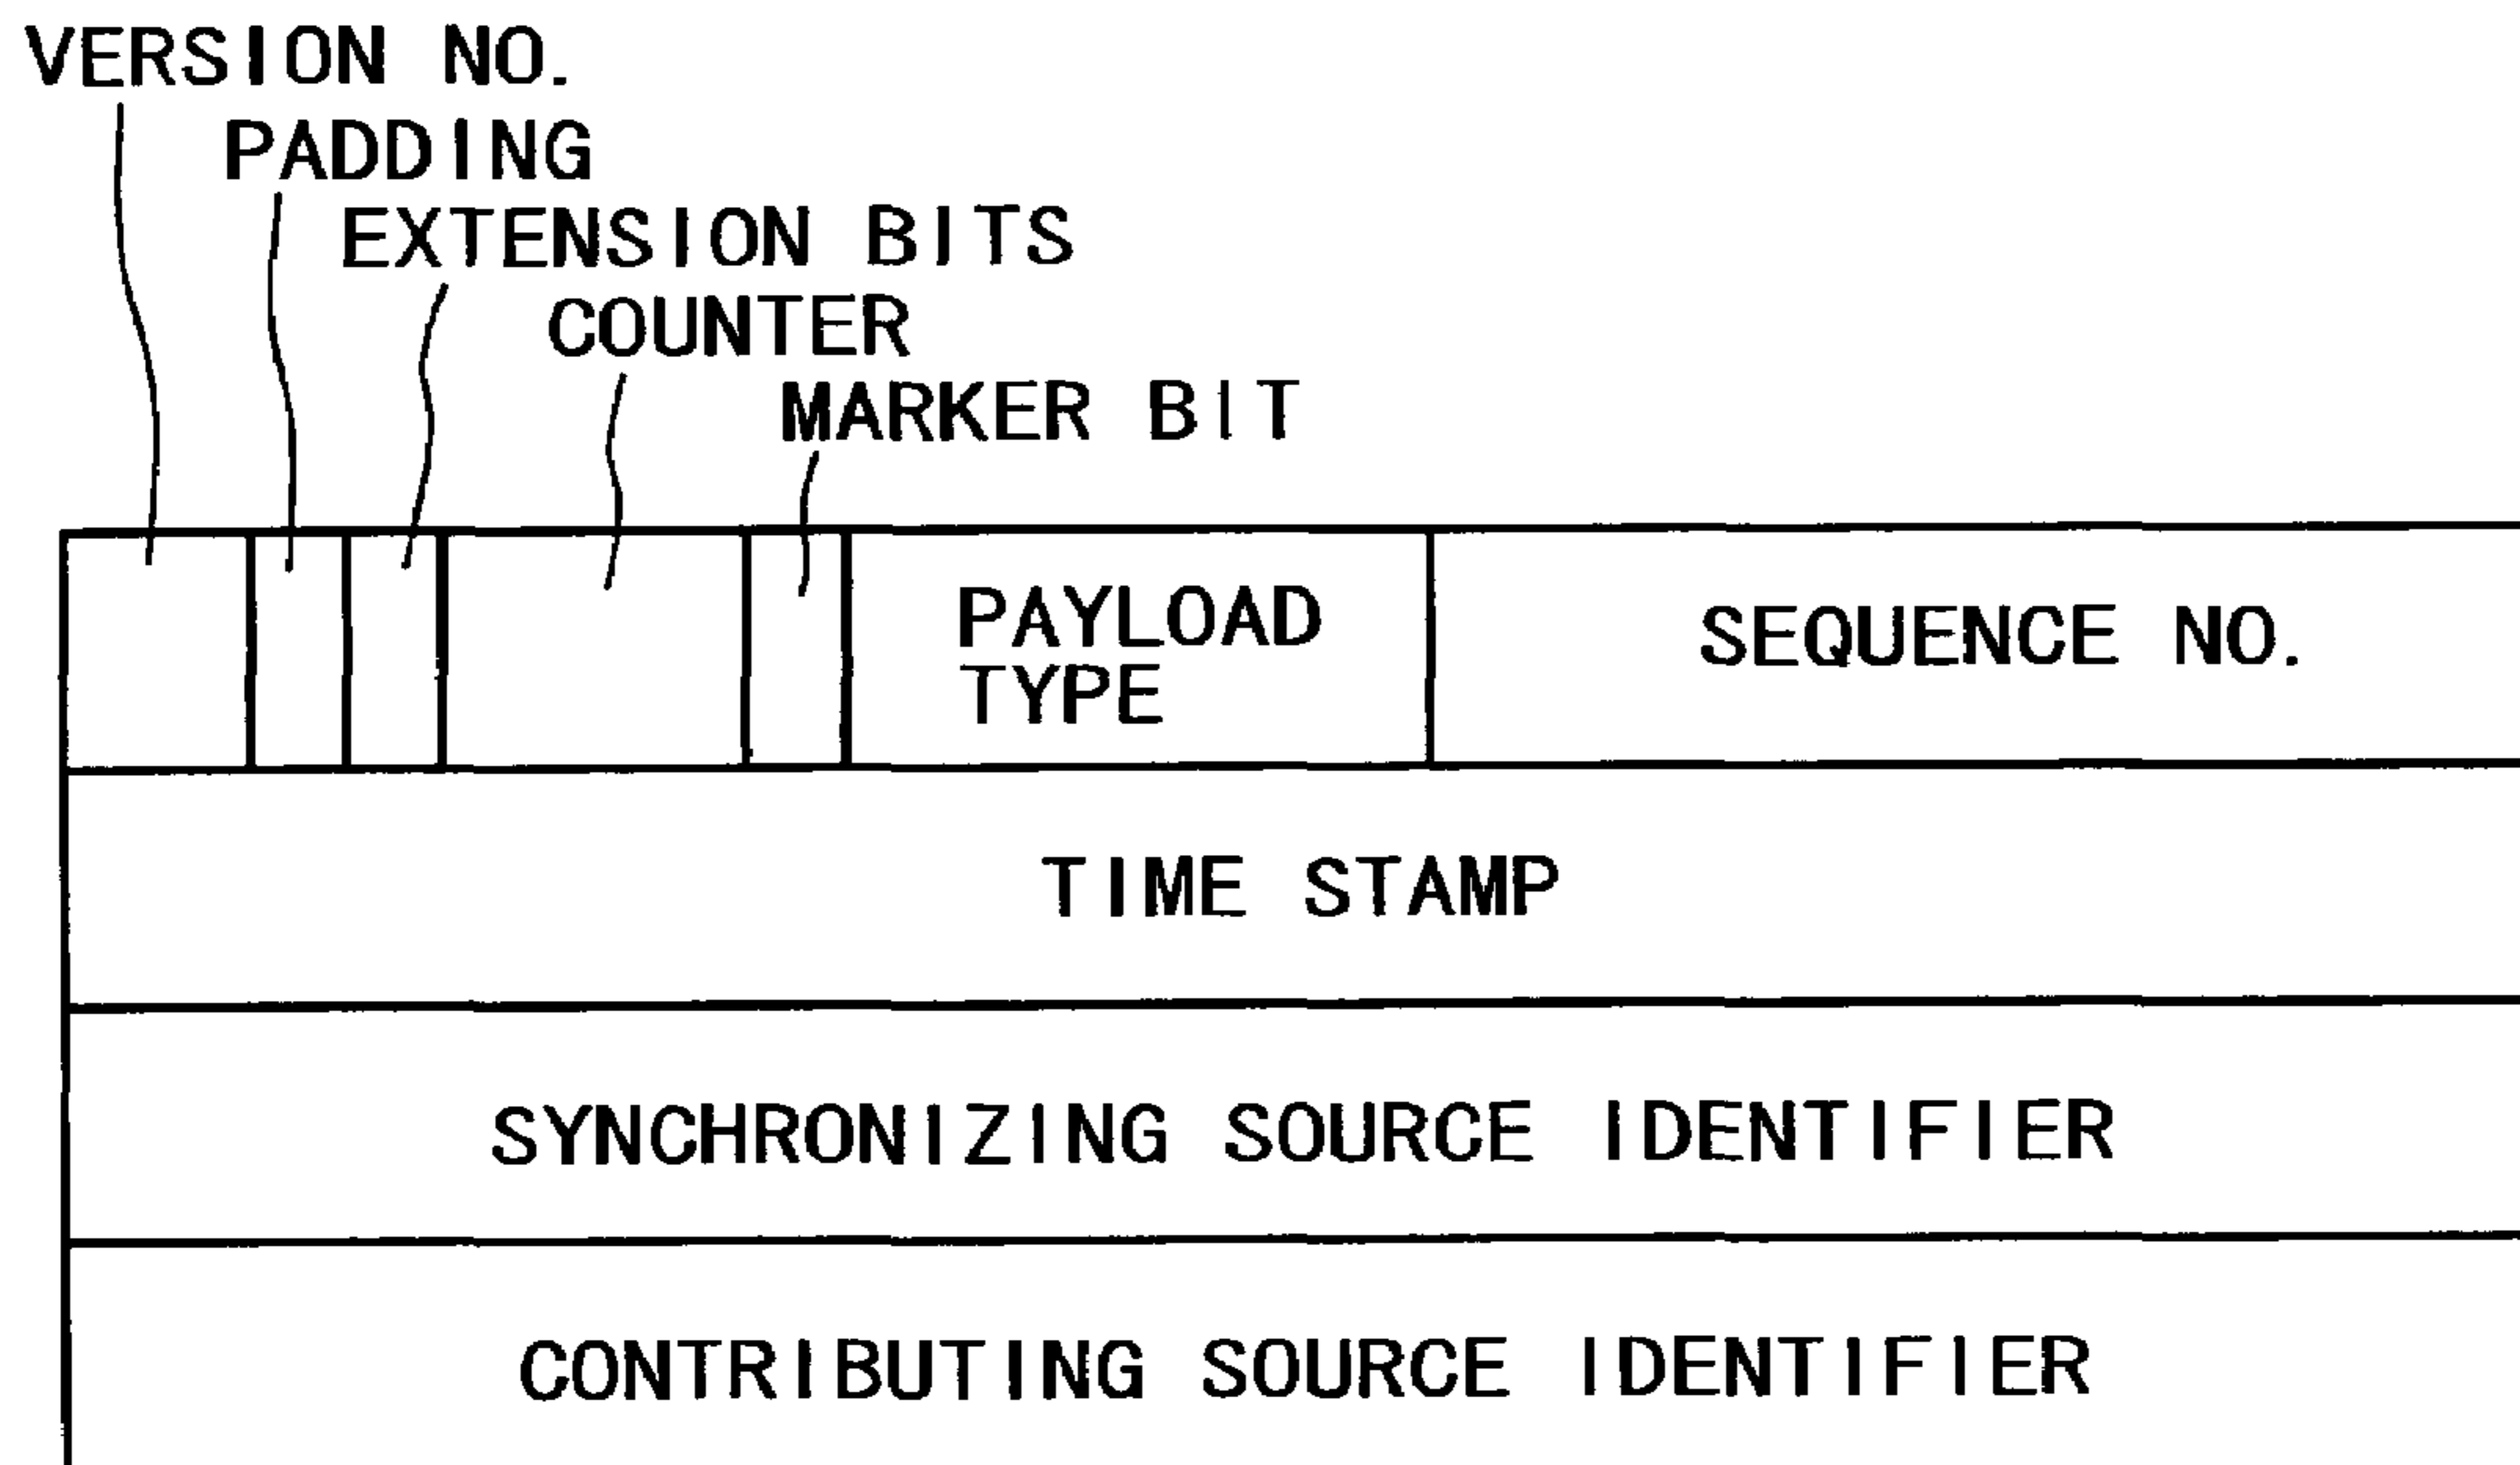 VERSION NO.
PADDING
EXTENSION BITS
COUNTER
MARKER BIT
PAYLOAD
TYPE
SEQUENCE NO.
TIME STAMP
SYNCHRONIZING SOURCE IDENTIFIER
CONTRIBUTING SOURCE IDENTIFIER